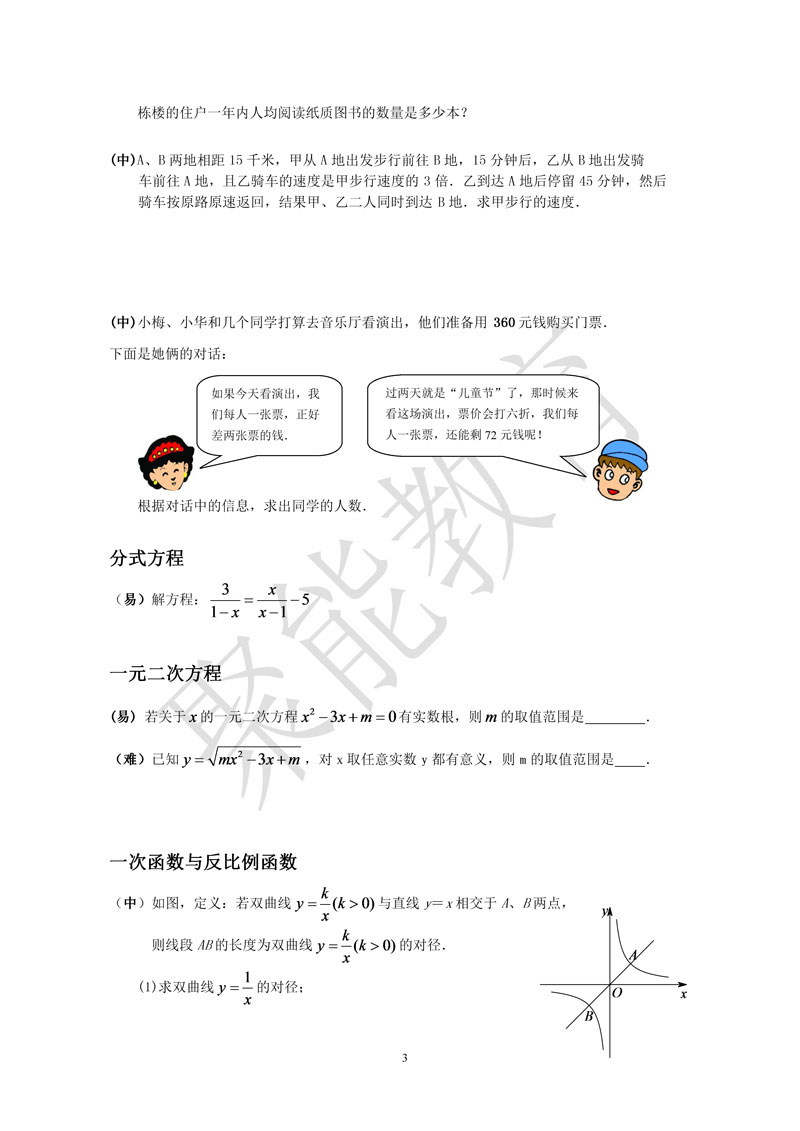 栋楼的住户一年内人均阅读纸质图书的数量是多少本？
(中)A、B 两地相距 15 千米，甲从 A 地出发步行前往 B 地，15 分钟后，乙从 B 地出发骑
车前往 A 地，且乙骑车的速度是甲步行速度的 3 倍．乙到达 A 地后停留 45 分钟，然后
骑车按原路原速返回，结果甲、乙二人同时到达 B 地．求甲步行的速度．
(中)小梅、小华和几个同学打算去音乐厅看演出，他们准备用 360 元钱购买门票．
下面是她俩的对话：
如果今天看演出，我
们每人一张票，正好
差两张票的钱．
过两天就是“儿童节”了，那时候来
看这场演出，票价会打六折，我们每
人一张票，还能剩 72 元钱呢！
根据对话中的信息，求出同学的人数．
分式方程
（易）解方程：3/(1−x) = x/(x−1) −5
一元二次方程
(易) 若关于 x 的一元二次方程 x² −3x+m =0有实数根，则 m 的取值范围是________．
（难）已知 y = √(mx² −3x+m) ，对 x 取任意实数 y 都有意义，则 m 的取值范围是____．
一次函数与反比例函数
（中）如图，定义：若双曲线 y = k/x (k > 0) 与直线 y＝x 相交于 A、B 两点，
则线段 AB 的长度为双曲线 y = k/x (k > 0) 的对径．
(1)求双曲线 y = 1/x 的对径；
y
A
O
x
B
3
聚能教育